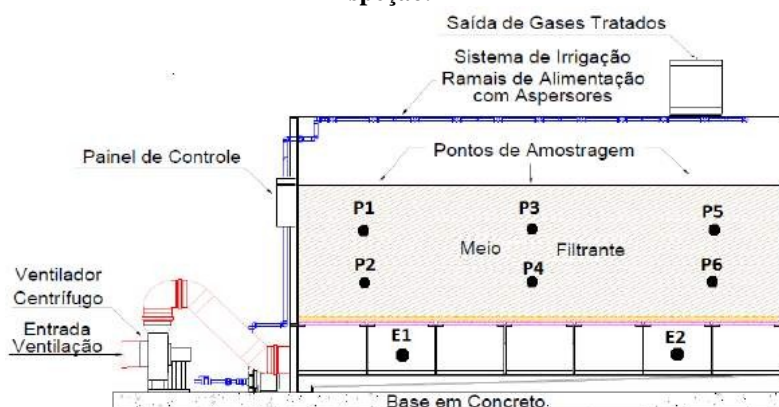 Saída de Gases Tratados
Sistema de Irrigação
Ramais de Alimentação
com Aspersores
Painel de Controle
Pontos de Amostragem
P1
P3
P5
Meio Filtrante
P2
P4
P6
Ventilador
Centrífugo
Entrada
Ventilação
E1
E2
Base em Concreto